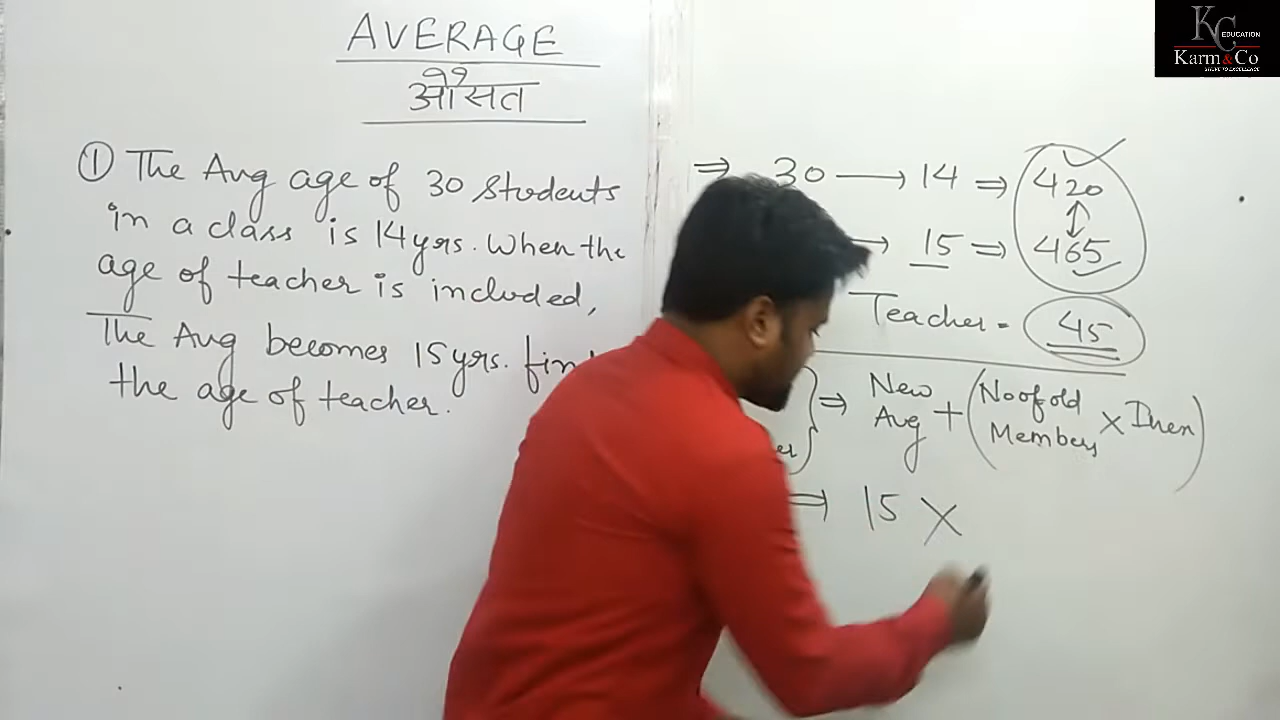 AVERAGE
औसत
① The Avg age of 30 Students
in a class is 14 yrs. When the
age of teacher is included,
The Avg becomes 15 yrs. find
the age of teacher.
⇒ 30 → 14 ⇒ 420
→ 15 ⇒ 465
Teacher = 45
⇒ New Avg + (No of old Members × Incr)
⇒ 15 ×
KC EDUCATION
Karm&Co